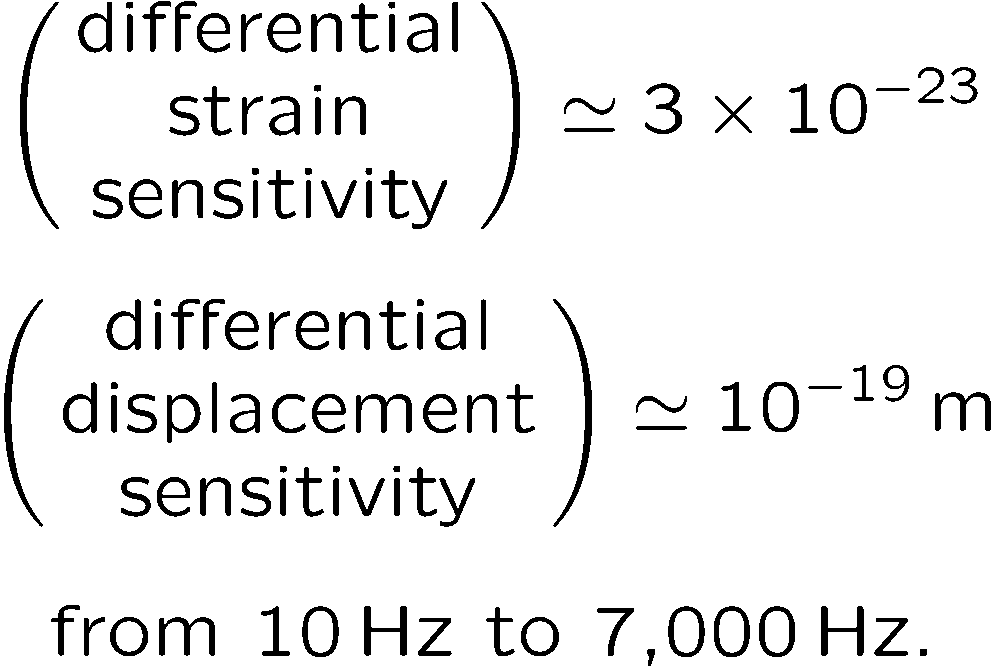 differential
strain
sensitivity
≃ 3 × 10⁻²³
differential
displacement
sensitivity
≃ 10⁻¹⁹ m
from 10 Hz to 7,000 Hz.